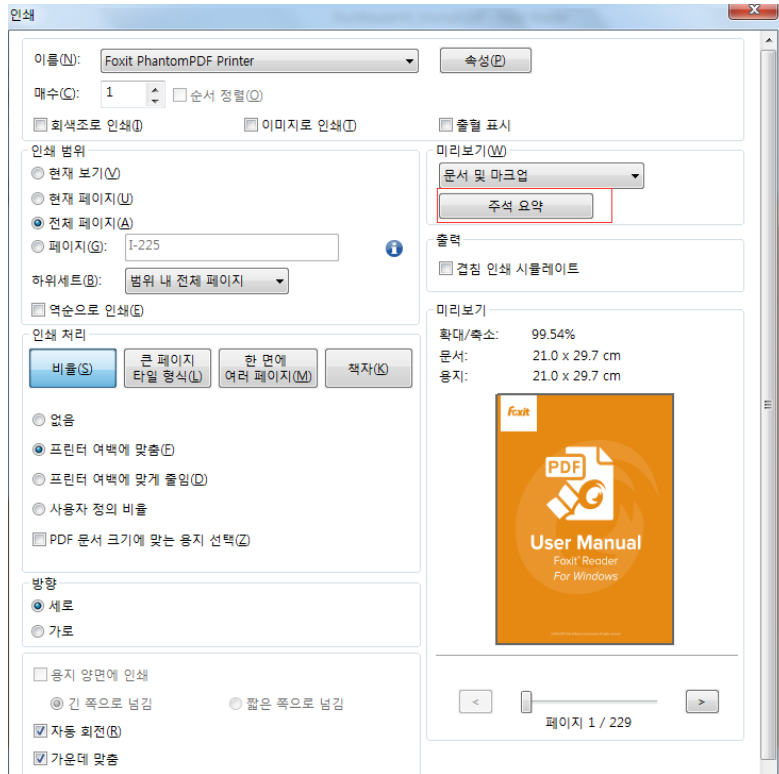 인쇄
이름(N): Foxit PhantomPDF Printer 속성(P)
매수(C): 1 순서 정렬(O)
회색조로 인쇄(I) 이미지로 인쇄(T) 출혈 표시
인쇄 범위
현재 보기(V)
현재 페이지(U)
전체 페이지(A)
페이지(G): I-225
하위세트(B): 범위 내 전체 페이지
역순으로 인쇄(E)
미리보기(W)
문서 및 마크업
주석 요약
출력
겹침 인쇄 시뮬레이트
인쇄 처리
비율(S)
큰 페이지
타일 형식(L)
한 면에
여러 페이지(M)
책자(K)
없음
프린터 여백에 맞춤(F)
프린터 여백에 맞게 줄임(D)
사용자 정의 비율
PDF 문서 크기에 맞는 용지 선택(Z)
방향
세로
가로
용지 양면에 인쇄
긴 쪽으로 넘김 짧은 쪽으로 넘김
자동 회전(R)
가운데 맞춤
미리보기
확대/축소: 99.54%
문서: 21.0 x 29.7 cm
용지: 21.0 x 29.7 cm
Foxit
PDF
User Manual
Foxit® Reader
For Windows
< >
페이지 1 / 229